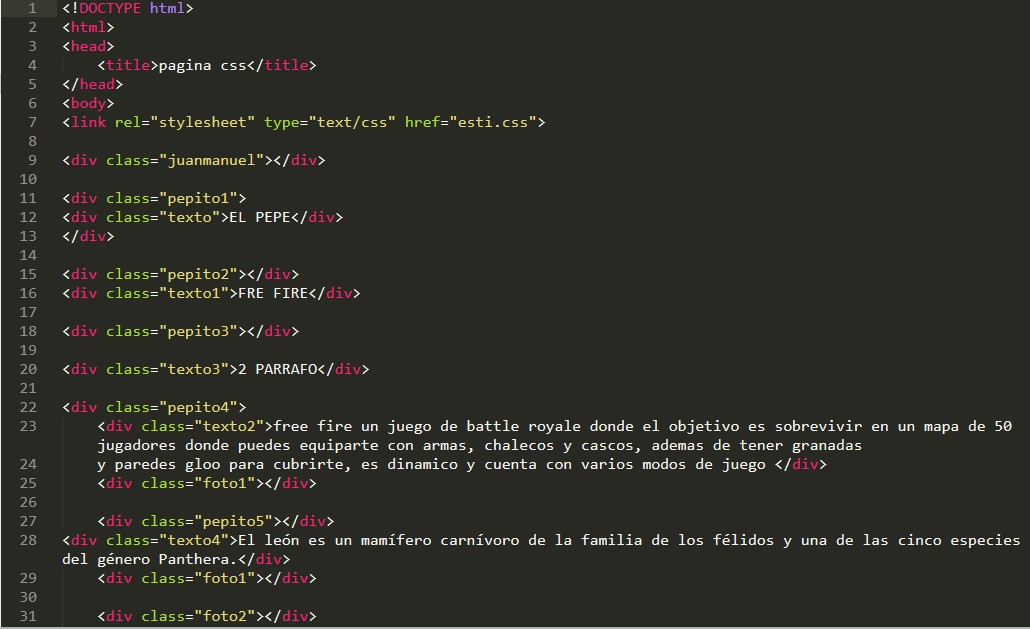 1 <!DOCTYPE html>
2 <html>
3 <head>
4 <title>pagina css</title>
5 </head>
6 <body>
7 <link rel="stylesheet" type="text/css" href="esti.css">
8
9 <div class="juanmanuel"></div>
10
11 <div class="pepito1">
12 <div class="texto">EL PEPE</div>
13 </div>
14
15 <div class="pepito2"></div>
16 <div class="texto1">FRE FIRE</div>
17
18 <div class="pepito3"></div>
19
20 <div class="texto3">2 PARRAFO</div>
21
22 <div class="pepito4">
23 <div class="texto2">free fire un juego de battle royale donde el objetivo es sobrevivir en un mapa de 50
jugadores donde puedes equiparte con armas, chalecos y cascos, ademas de tener granadas
24 y paredes gloo para cubrirte, es dinamico y cuenta con varios modos de juego </div>
25 <div class="foto1"></div>
26
27 <div class="pepito5"></div>
28 <div class="texto4">El león es un mamífero carnívoro de la familia de los félidos y una de las cinco especies
del género Panthera.</div>
29 <div class="foto1"></div>
30
31 <div class="foto2"></div>